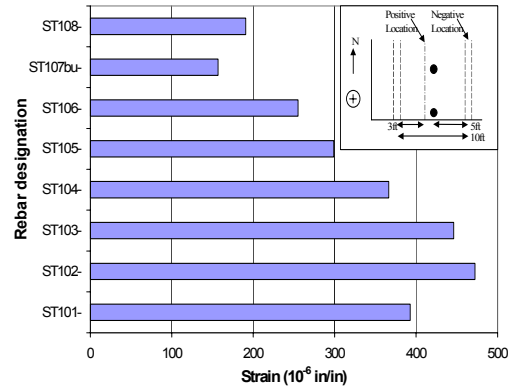 ST108-
ST107bu-
ST106-
ST105-
ST104-
ST103-
ST102-
ST101-
Rebar designation
0 100 200 300 400 500
Strain (10⁻⁶ in/in)
Positive Negative
Location Location
N
3ft 5ft
10ft